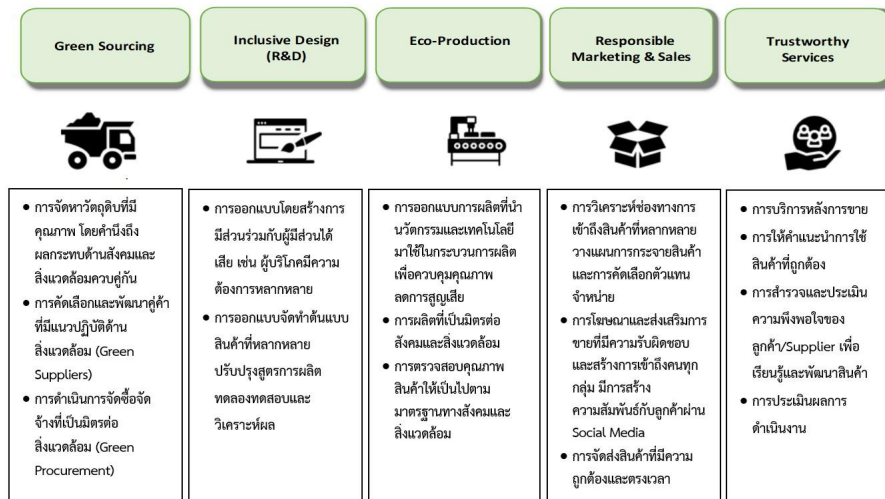 Green Sourcing
Inclusive Design
(R&D)
Eco-Production
Responsible
Marketing & Sales
Trustworthy
Services
• การจัดหาวัตถุดิบที่มี
คุณภาพ โดยคำนึงถึง
ผลกระทบด้านสังคมและ
สิ่งแวดล้อมควบคู่กัน
• การคัดเลือกและพัฒนาคู่ค้า
ที่มีแนวปฏิบัติด้าน
สิ่งแวดล้อม (Green
Suppliers)
• การดำเนินการจัดซื้อจัด
จ้างที่เป็นมิตรต่อ
สิ่งแวดล้อม (Green
Procurement)
• การออกแบบโดยสร้างการ
มีส่วนร่วมกับผู้มีส่วนได้
เสีย เช่น ผู้บริโภคมีความ
ต้องการหลากหลาย
• การออกแบบจัดทำต้นแบบ
สินค้าที่หลากหลาย
ปรับปรุงสูตรการผลิต
ทดลองทดสอบและ
วิเคราะห์ผล
• การออกแบบการผลิตที่นำ
นวัตกรรมและเทคโนโลยี
มาใช้ในกระบวนการผลิต
เพื่อควบคุมคุณภาพ
ลดการสูญเสีย
• การผลิตที่เป็นมิตรต่อ
สังคมและสิ่งแวดล้อม
• การตรวจสอบคุณภาพ
สินค้าให้เป็นไปตาม
มาตรฐานทางสังคมและ
สิ่งแวดล้อม
• การวิเคราะห์ช่องทางการ
เข้าถึงสินค้าที่หลากหลาย
วางแผนการกระจายสินค้า
และการคัดเลือกตัวแทน
จำหน่าย
• การโฆษณาและส่งเสริมการ
ขายที่มีความรับผิดชอบ
และสร้างการเข้าถึงคนทุก
กลุ่ม มีการสร้าง
ความสัมพันธ์กับลูกค้าผ่าน
Social Media
• การจัดส่งสินค้าที่มีความ
ถูกต้องและตรงเวลา
• การบริการหลังการขาย
• การให้คำแนะนำการใช้
สินค้าที่ถูกต้อง
• การสำรวจและประเมิน
ความพึงพอใจของ
ลูกค้า/Supplier เพื่อ
เรียนรู้และพัฒนาสินค้า
• การประเมินผลการ
ดำเนินงาน